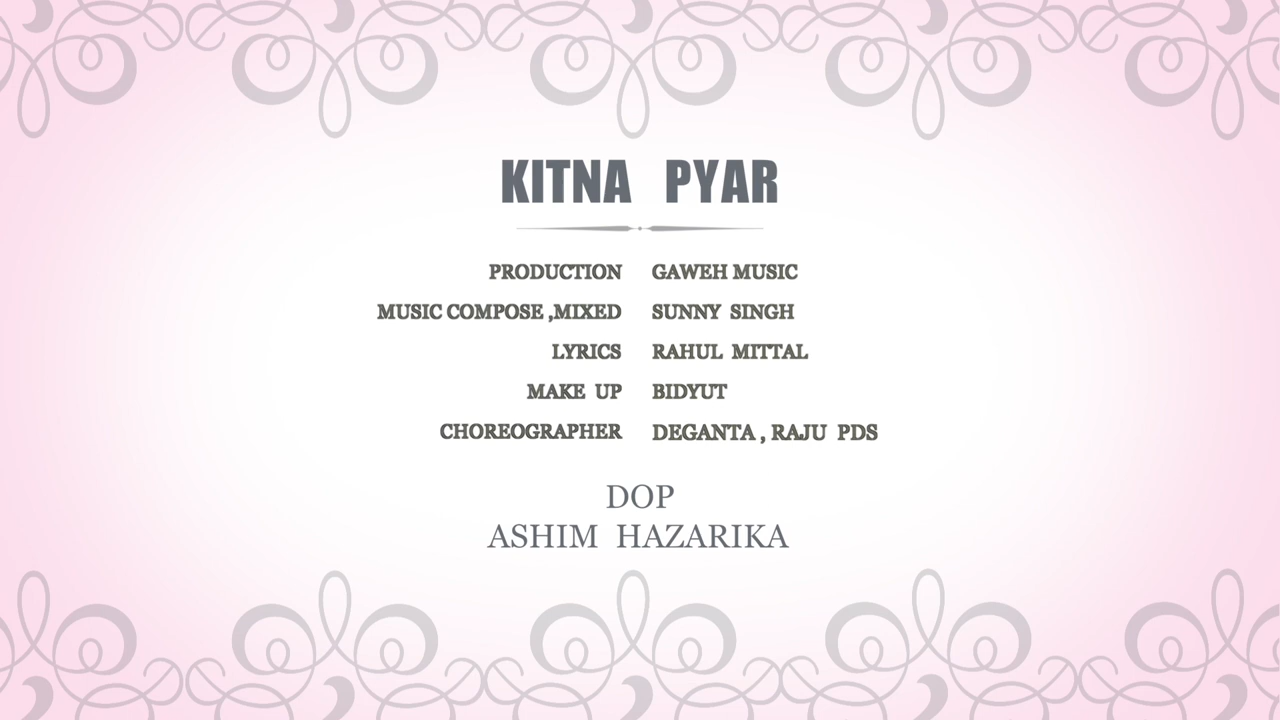 KITNA PYAR
PRODUCTION GAWEH MUSIC
MUSIC COMPOSE ,MIXED SUNNY SINGH
LYRICS RAHUL MITTAL
MAKE UP BIDYUT
CHOREOGRAPHER DEGANTA , RAJU PDS
DOP
ASHIM HAZARIKA